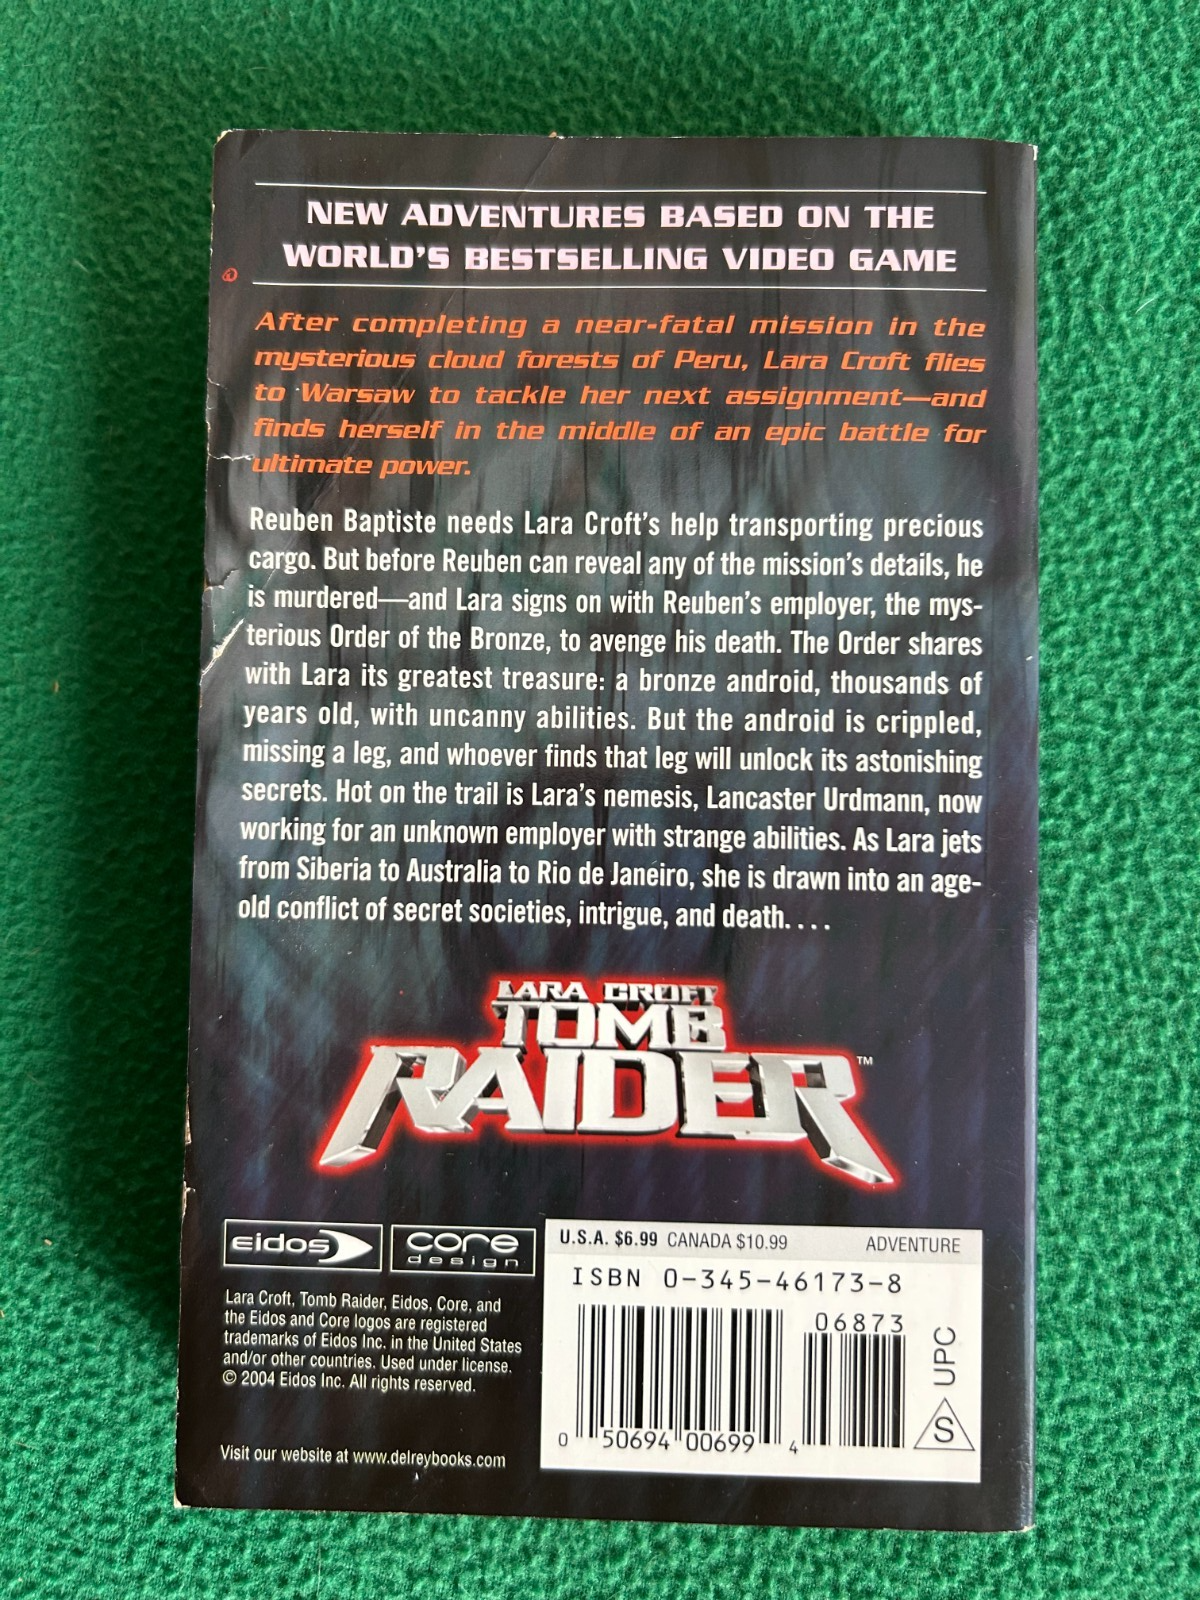 NEW ADVENTURES BASED ON THE
WORLD'S BESTSELLING VIDEO GAME
After completing a near-fatal mission in the
mysterious cloud forests of Peru, Lara Croft flies
to Warsaw to tackle her next assignment—and
finds herself in the middle of an epic battle for
ultimate power.
Reuben Baptiste needs Lara Croft's help transporting precious
cargo. But before Reuben can reveal any of the mission's details, he
is murdered—and Lara signs on with Reuben's employer, the mys-
terious Order of the Bronze, to avenge his death. The Order shares
with Lara its greatest treasure: a bronze android, thousands of
years old, with uncanny abilities. But the android is crippled,
missing a leg, and whoever finds that leg will unlock its astonishing
secrets. Hot on the trail is Lara's nemesis, Lancaster Urdmann, now
working for an unknown employer with strange abilities. As Lara jets
from Siberia to Australia to Rio de Janeiro, she is drawn into an age-
old conflict of secret societies, intrigue, and death. . . .
LARA CROFT
TOMB
RAIDER™
eidos
core
design
Lara Croft, Tomb Raider, Eidos, Core, and
the Eidos and Core logos are registered
trademarks of Eidos Inc. in the United States
and/or other countries. Used under license.
© 2004 Eidos Inc. All rights reserved.
Visit our website at www.delreybooks.com
U.S.A. $6.99 CANADA $10.99 ADVENTURE
ISBN 0-345-46173-8
06873
0 50694 00699 4
UPC
S